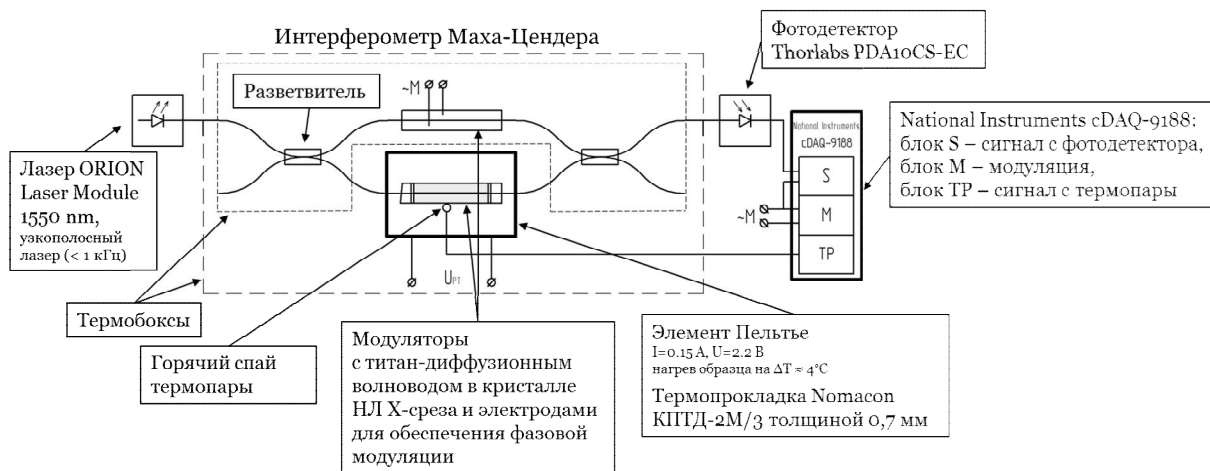 Интерферометр Маха-Цендера
Фотодетектор
Thorlabs PDA10CS-EC
Разветвитель
~М
National Instruments
cDAQ-9188
S
M
TP
~М
National Instruments cDAQ-9188:
блок S – сигнал с фотодетектора,
блок M – модуляция,
блок TP – сигнал с термопары
Лазер ORION
Laser Module
1550 nm,
узкополосный
лазер (< 1 кГц)
UРТ
Термобоксы
Горячий спай
термопары
Модуляторы
с титан-диффузионным
волноводом в кристалле
НЛ X-среза и электродами
для обеспечения фазовой
модуляции
Элемент Пельтье
I=0.15 А, U=2.2 В
нагрев образца на ΔT ≈ 4°C
Термопрокладка Nomacon
КПТД-2М/3 толщиной 0,7 мм